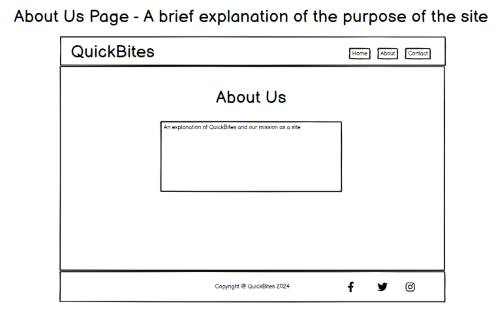 About Us Page - A brief explanation of the purpose of the site
QuickBites
Home About Contact
About Us
An explanation of QuickBites and our mission as a site
Copyright @ QuickBites 2024